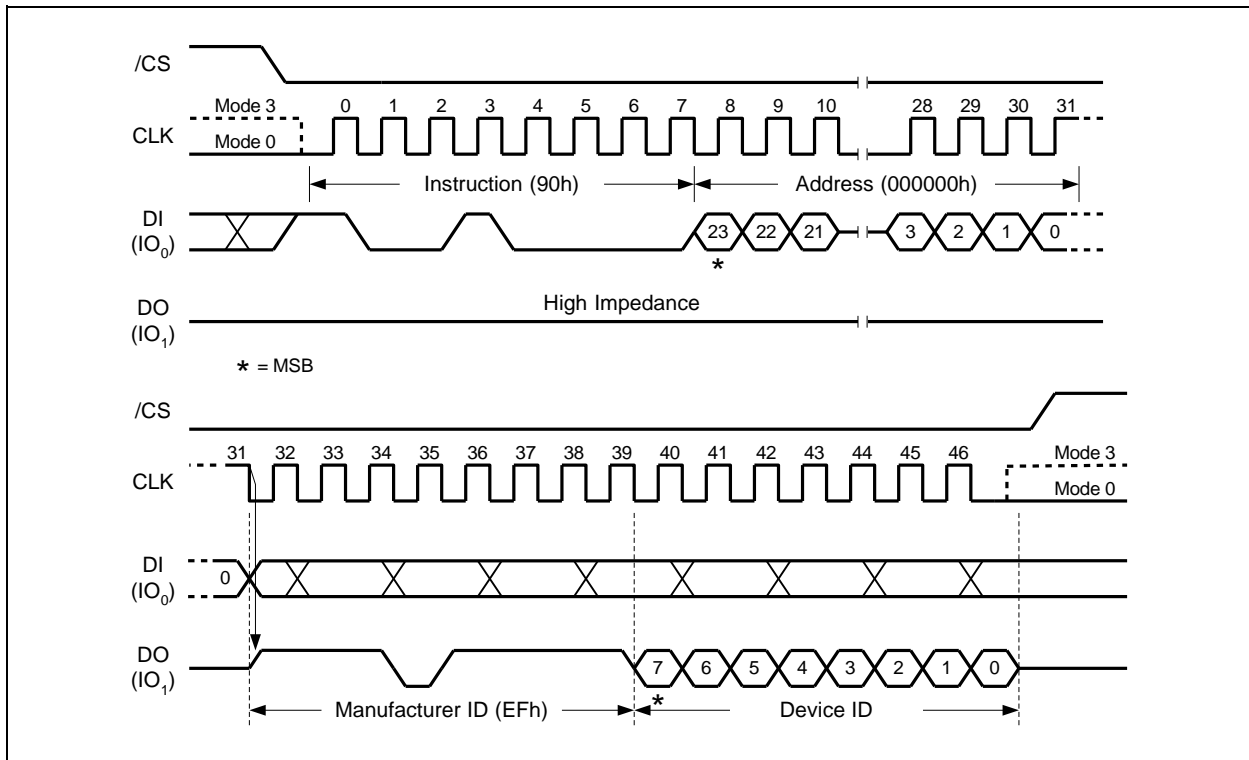 /CS
Mode 3 0 1 2 3 4 5 6 7 8 9 10 28 29 30 31
CLK
Mode 0
Instruction (90h) Address (000000h)
DI
(IO0) 23 22 21 3 2 1 0
*
DO High Impedance
(IO1)
* = MSB
/CS
31 32 33 34 35 36 37 38 39 40 41 42 43 44 45 46 Mode 3
CLK
Mode 0
DI
(IO0) 0
DO
(IO1) 7 6 5 4 3 2 1 0
*
Manufacturer ID (EFh) Device ID